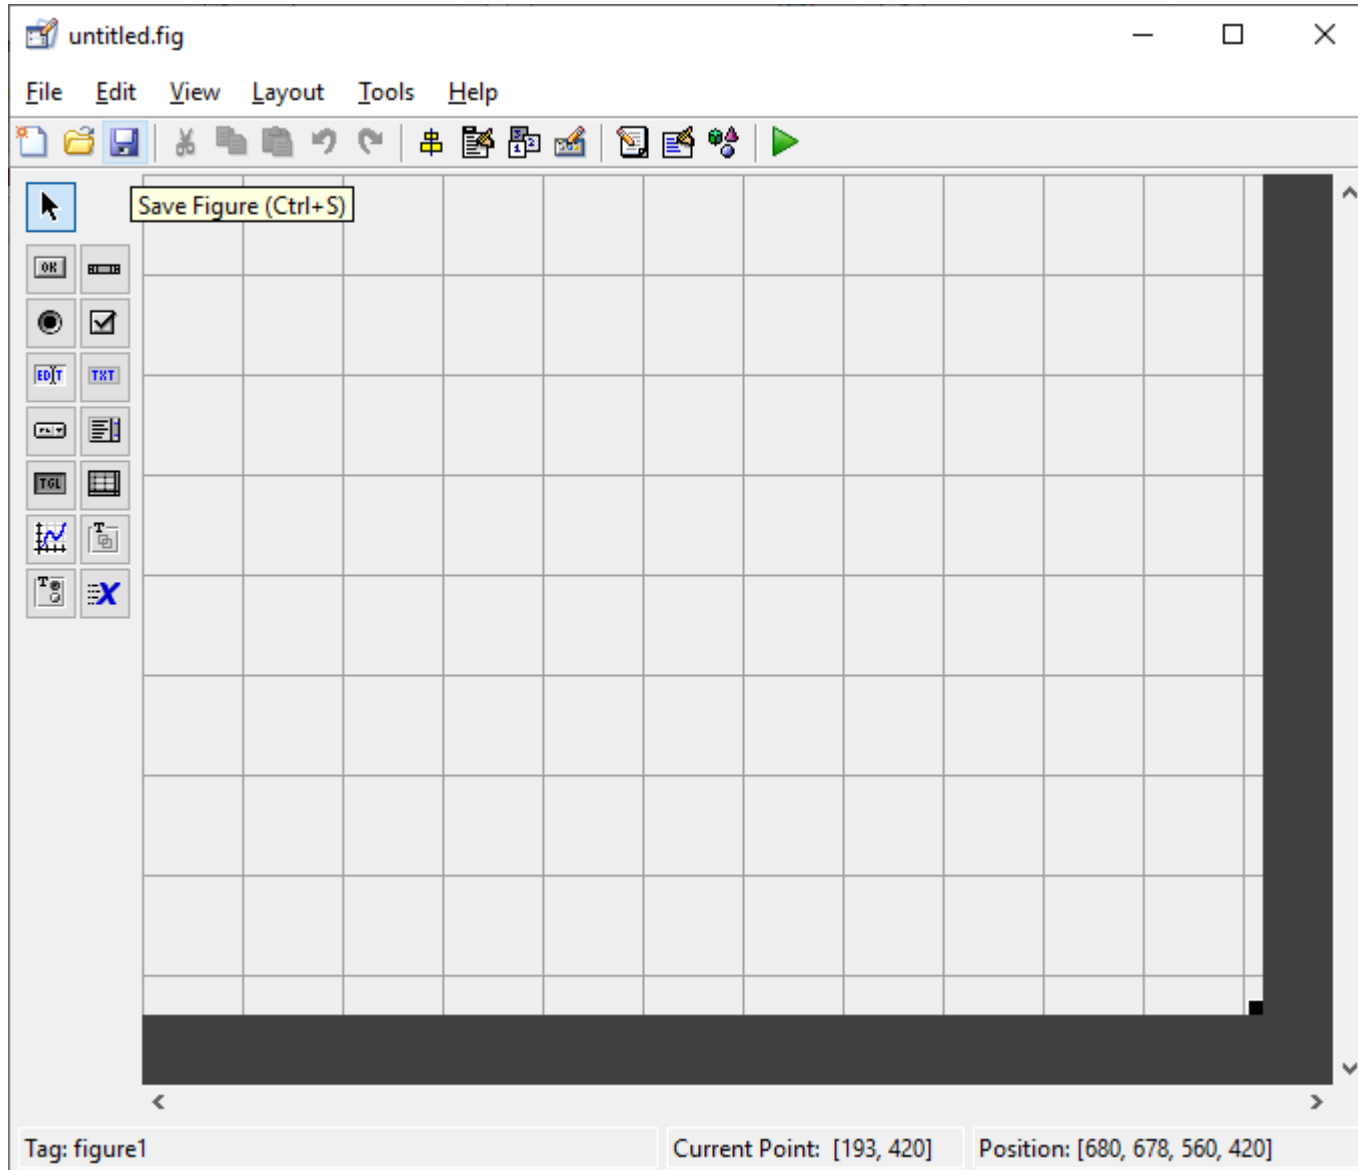 untitled.fig
File Edit View Layout Tools Help
Save Figure (Ctrl+S)
OK
EDIT TXT
TGL
T
T
X
Tag: figure1 Current Point: [193, 420] Position: [680, 678, 560, 420]